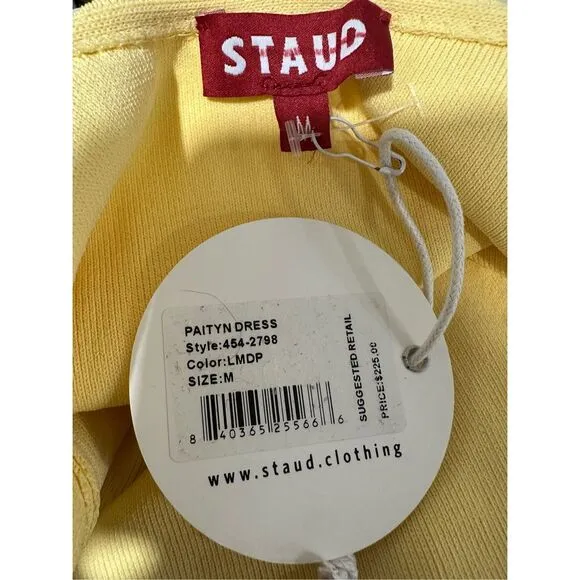 STAUD
M
PAITYN DRESS
Style:454-2798
Color:LMDP
SIZE:M
8 40365 25566 6
SUGGESTED RETAIL
PRICE:$225.00
www.staud.clothing